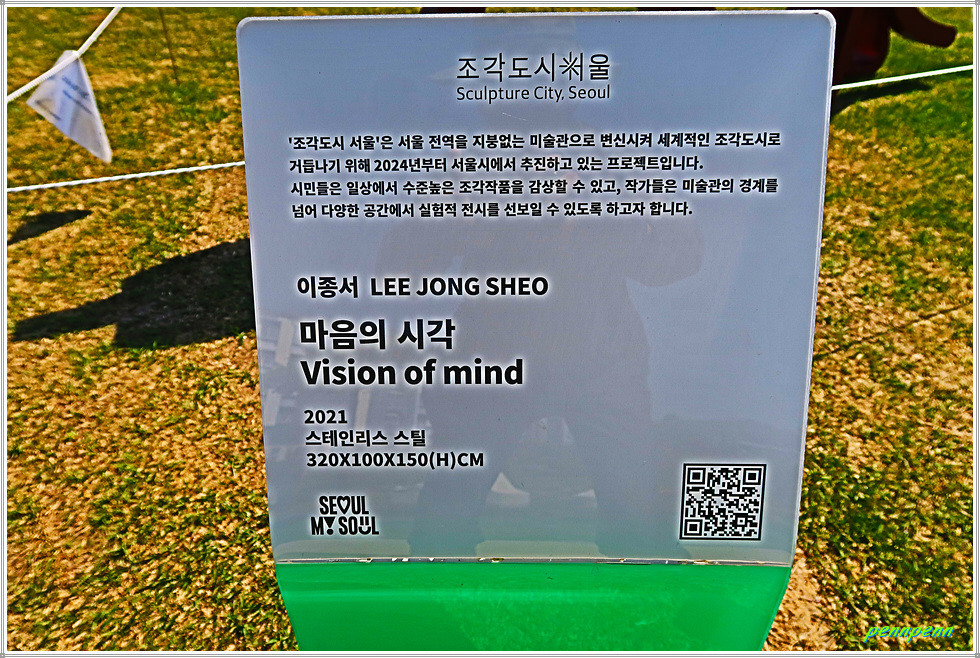 조각도시서울
Sculpture City, Seoul
'조각도시 서울'은 서울 전역을 지붕없는 미술관으로 변신시켜 세계적인 조각도시로
거듭나기 위해 2024년부터 서울시에서 추진하고 있는 프로젝트입니다.
시민들은 일상에서 수준높은 조각작품을 감상할 수 있고, 작가들은 미술관의 경계를
넘어 다양한 공간에서 실험적 전시를 선보일 수 있도록 하고자 합니다.
이종서 LEE JONG SHEO
마음의 시각
Vision of mind
2021
스테인리스 스틸
320X100X150(H)CM
SEOUL
MY SOUL
pennpenn